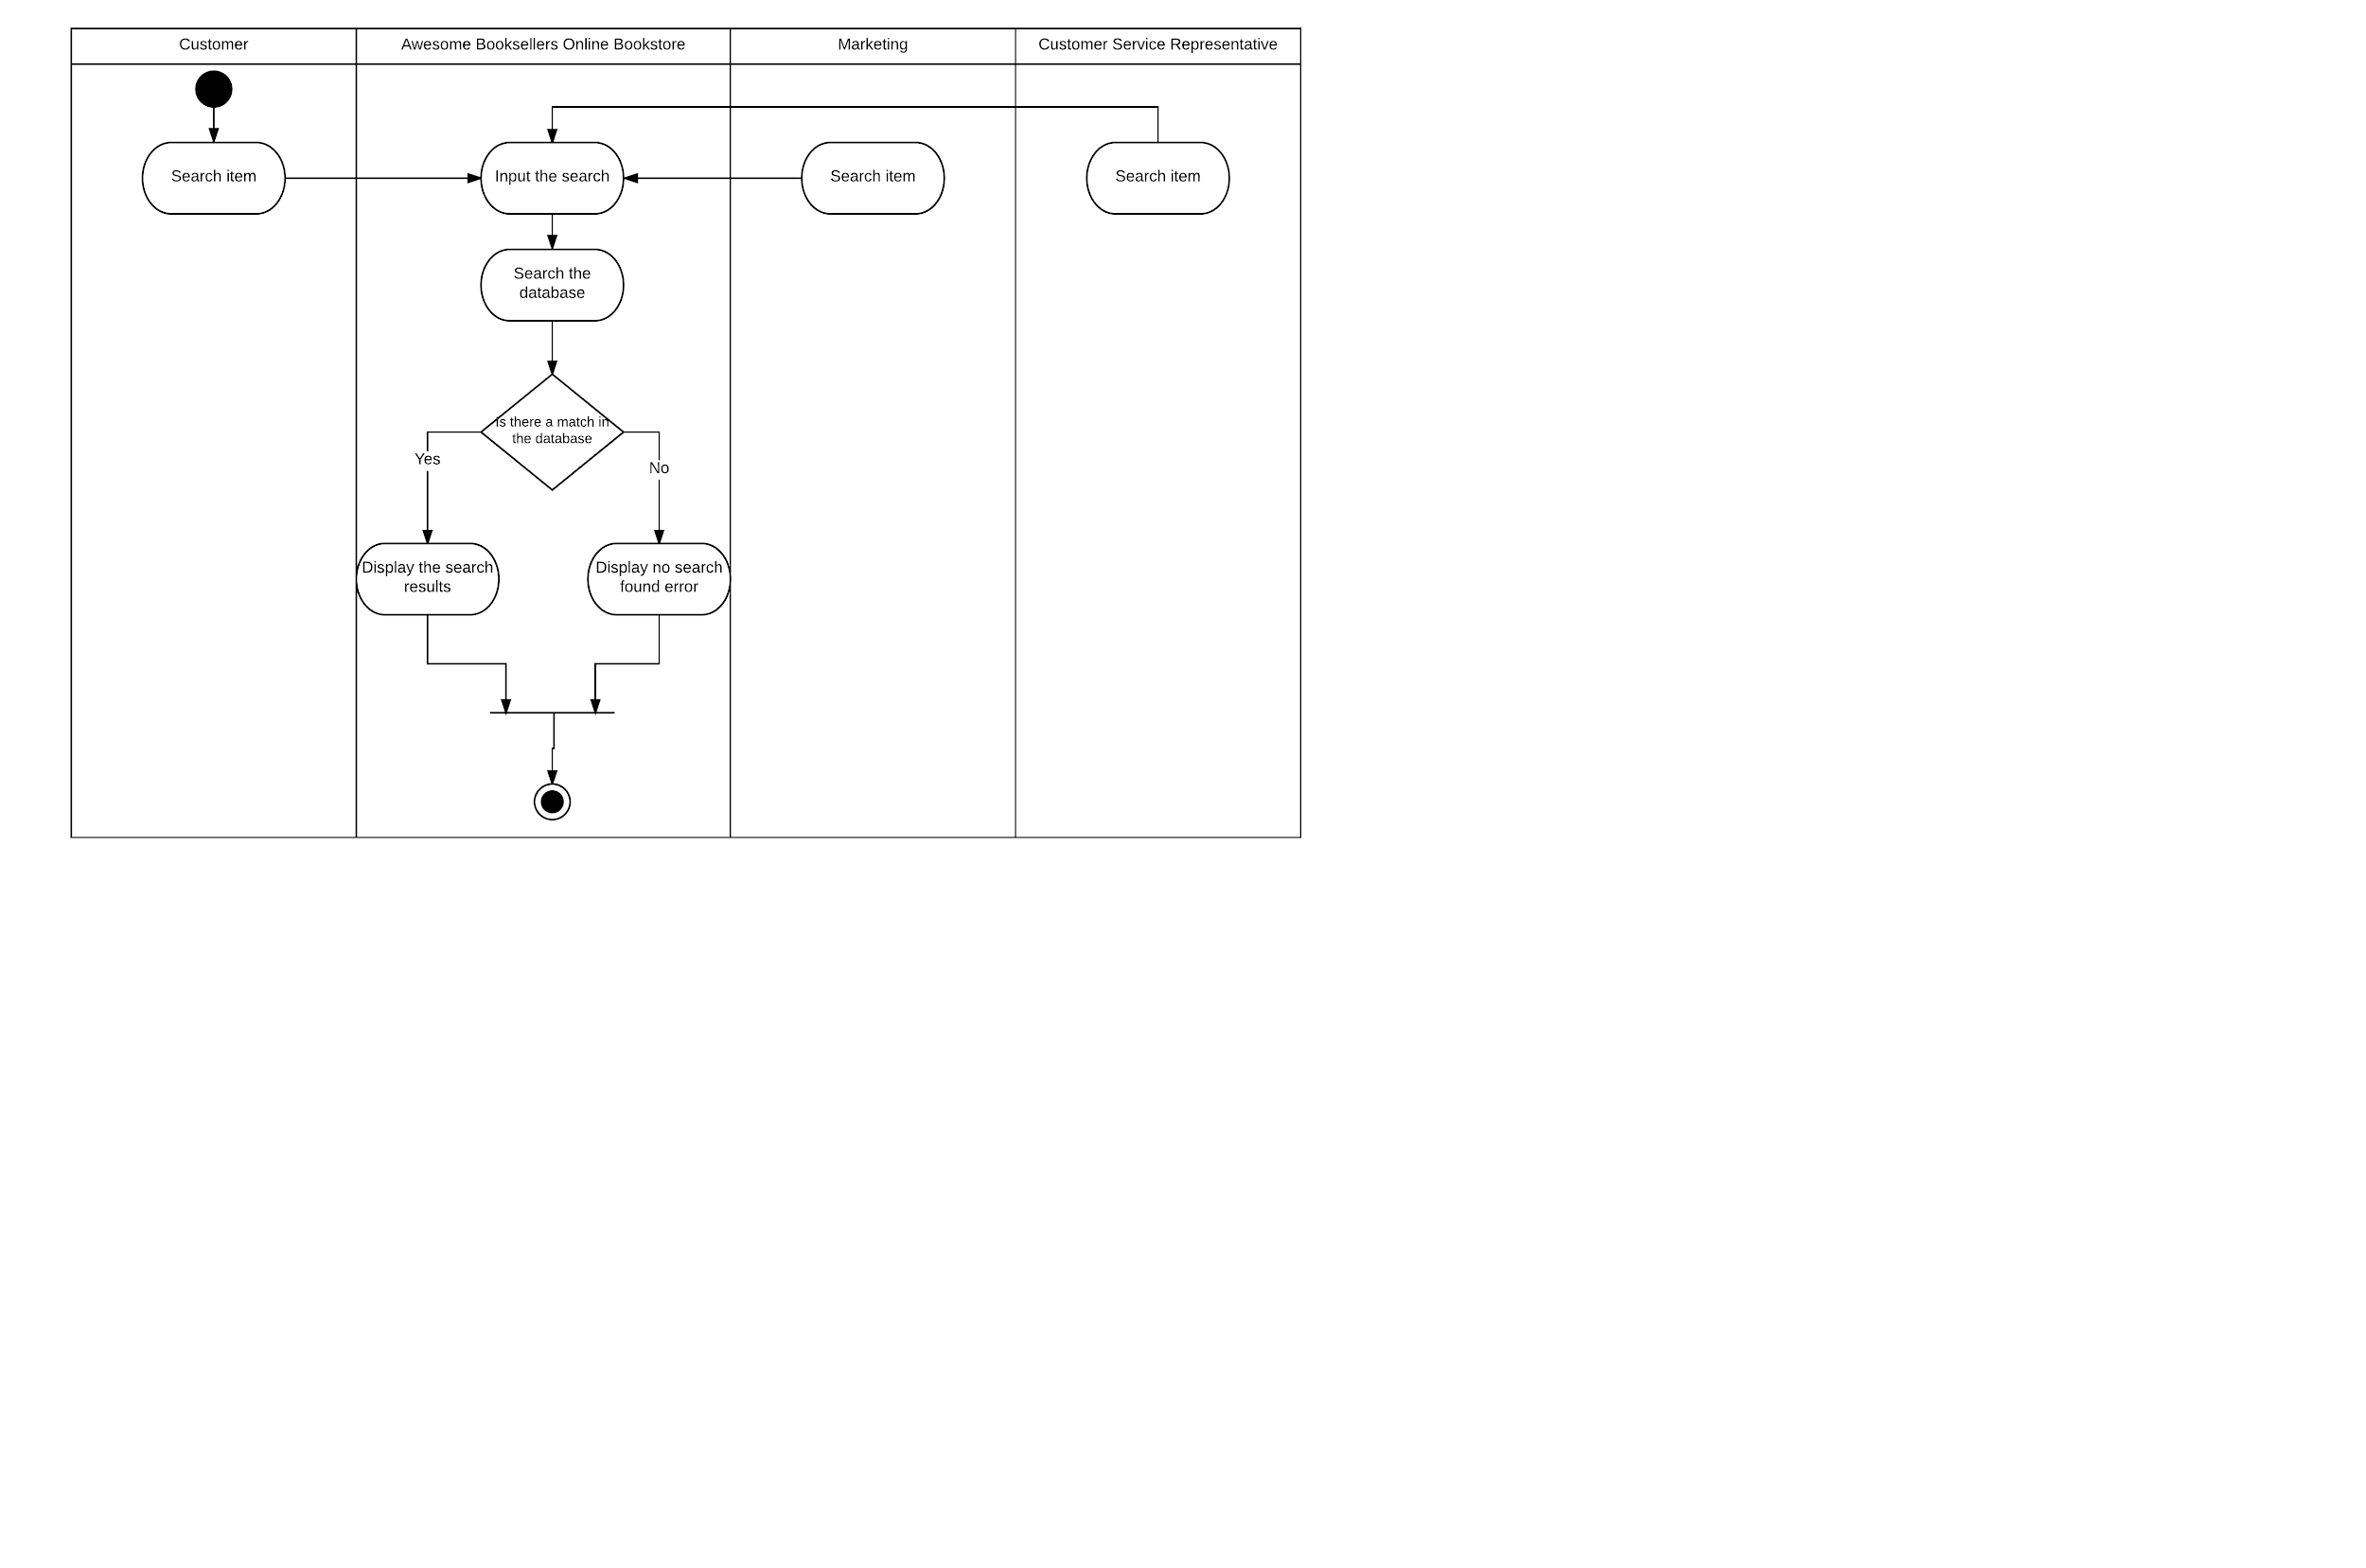 Customer
Awesome Booksellers Online Bookstore
Marketing
Customer Service Representative
Search item
Input the search
Search item
Search item
Search the
database
Is there a match in
the database
Yes
No
Display the search
results
Display no search
found error